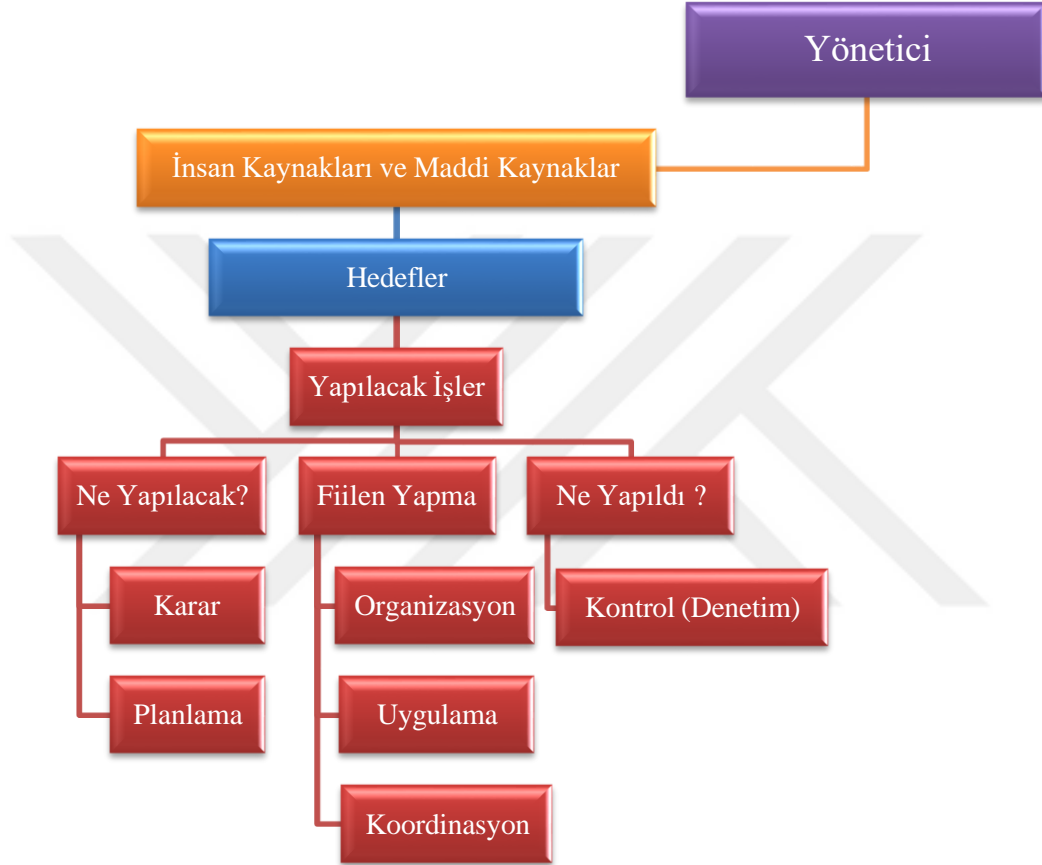 Yönetici
İnsan Kaynakları ve Maddi Kaynaklar
Hedefler
Yapılacak İşler
Ne Yapılacak?
Karar
Planlama
Fiilen Yapma
Organizasyon
Uygulama
Koordinasyon
Ne Yapıldı ?
Kontrol (Denetim)